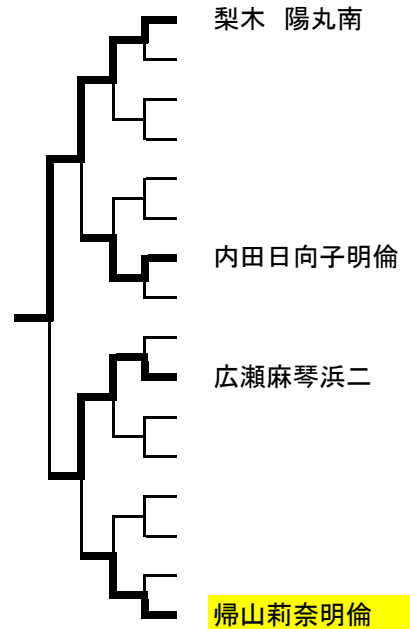 梨木　陽丸南
内田日向子明倫
広瀬麻琴浜二
帰山莉奈明倫